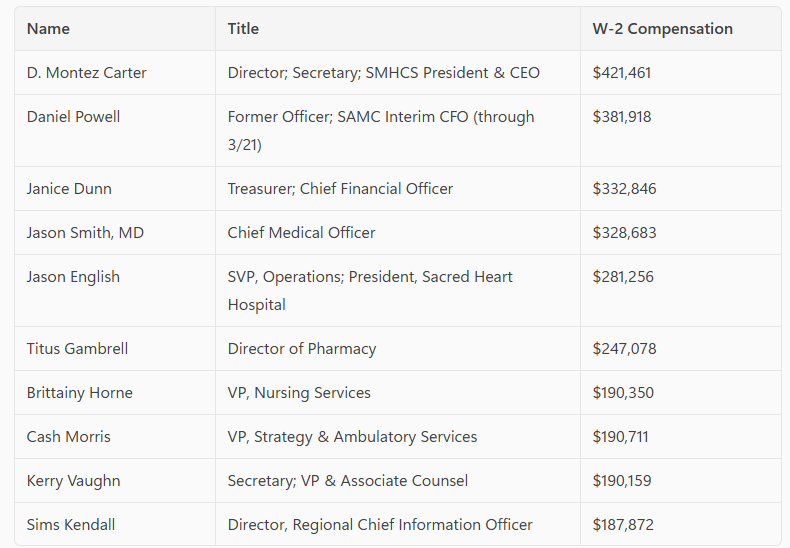 Name Title W-2 Compensation
D. Montez Carter Director; Secretary; SMHCS President & CEO $421,461
Daniel Powell Former Officer; SAMC Interim CFO (through $381,918
3/21)
Janice Dunn Treasurer; Chief Financial Officer $332,846
Jason Smith, MD Chief Medical Officer $328,683
Jason English SVP, Operations; President, Sacred Heart $281,256
Hospital
Titus Gambrell Director of Pharmacy $247,078
Brittainy Horne VP, Nursing Services $190,350
Cash Morris VP, Strategy & Ambulatory Services $190,711
Kerry Vaughn Secretary; VP & Associate Counsel $190,159
Sims Kendall Director, Regional Chief Information Officer $187,872